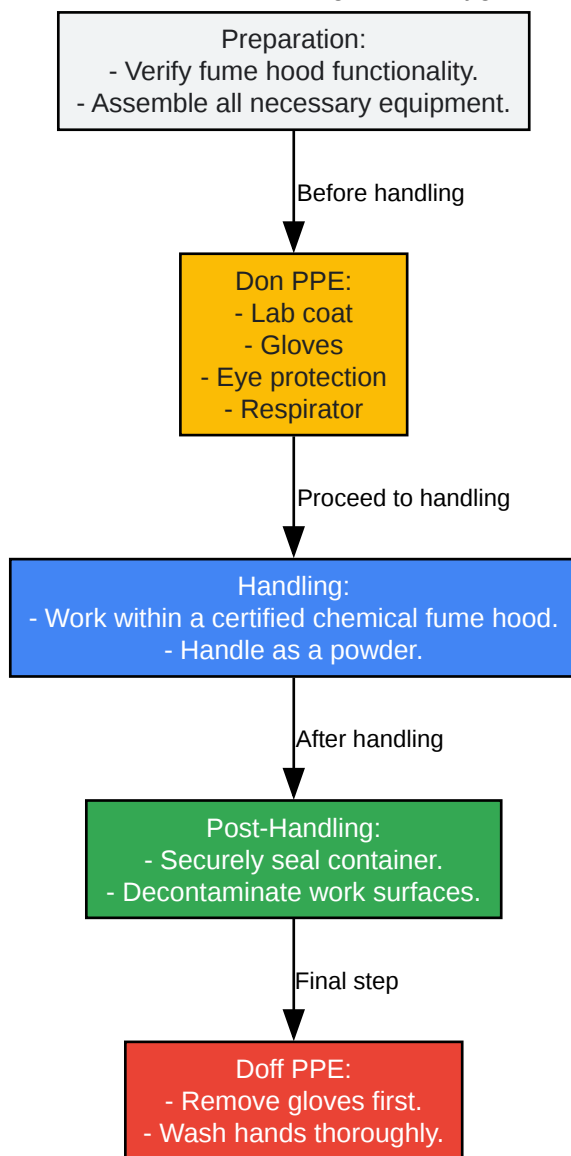 Preparation:
- Verify fume hood functionality.
- Assemble all necessary equipment.
Before handling
Don PPE:
- Lab coat
- Gloves
- Eye protection
- Respirator
Proceed to handling
Handling:
- Work within a certified chemical fume hood.
- Handle as a powder.
After handling
Post-Handling:
- Securely seal container.
- Decontaminate work surfaces.
Final step
Doff PPE:
- Remove gloves first.
- Wash hands thoroughly.